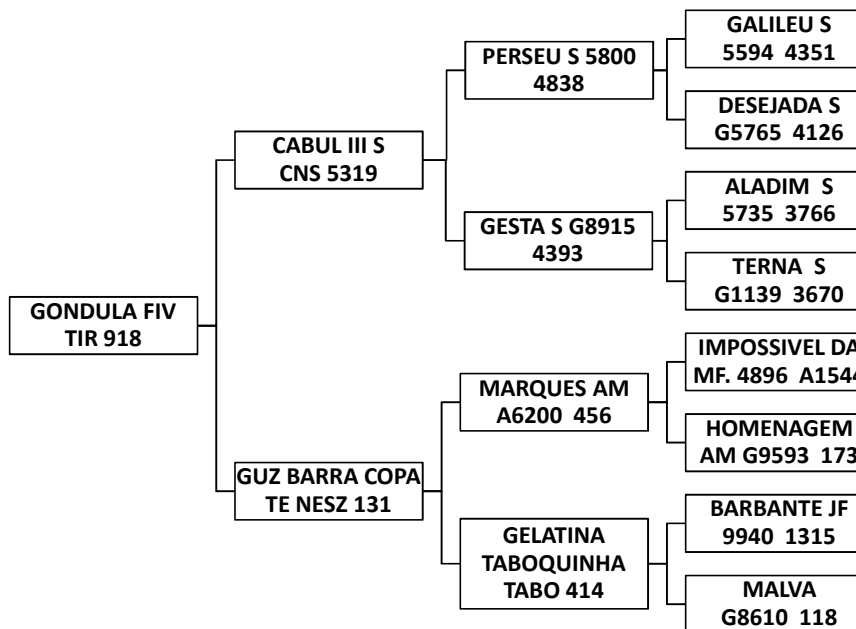 GALILEU S
5594 4351
PERSEU S 5800
4838
DESEJADA S
G5765 4126
CABUL III S
CNS 5319
ALADIM S
5735 3766
GESTA S G8915
4393
TERNA S
G1139 3670
GONDULA FIV
TIR 918
IMPOSSIVEL DA
MF. 4896 A1544
MARQUES AM
A6200 456
HOMENAGEM
AM G9593 173
GUZ BARRA COPA
TE NESZ 131
BARBANTE JF
9940 1315
GELATINA
TABOQUINHA
TABO 414
MALVA
G8610 118